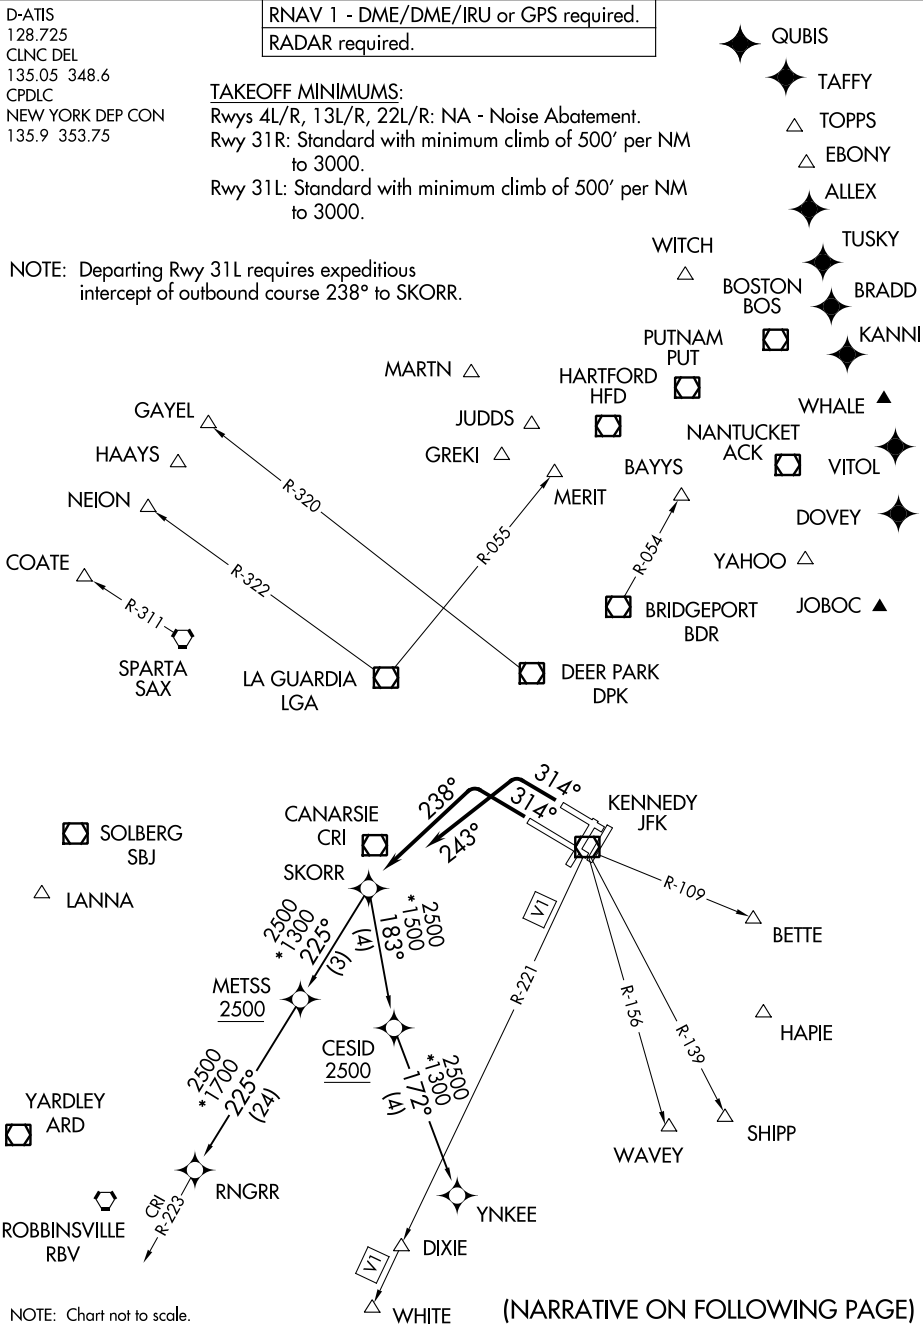 D-ATIS
128.725
CLNC DEL
135.05 348.6
CPDLC
NEW YORK DEP CON
135.9 353.75
RNAV 1 - DME/DME/IRU or GPS required.
RADAR required.
TAKEOFF MINIMUMS:
Rwys 4L/R, 13L/R, 22L/R: NA - Noise Abatement.
Rwy 31R: Standard with minimum climb of 500' per NM
to 3000.
Rwy 31L: Standard with minimum climb of 500' per NM
to 3000.
NOTE: Departing Rwy 31L requires expeditious
intercept of outbound course 238° to SKORR.
QUBIS
TAFFY
TOPPS
EBONY
ALLEX
TUSKY
WITCH
BOSTON
BOS
BRADD
KANNI
PUTNAM
PUT
MARTN
HARTFORD
HFD
WHALE
GAYEL
JUDDS
NANTUCKET
ACK
HAAYS
GREKI
BAYYS
VITOL
NEION
R-320
MERIT
DOVEY
COATE
R-322
R-055
R-054
YAHOO
R-311
BRIDGEPORT
BDR
JOBOC
SPARTA
SAX
LA GUARDIA
LGA
DEER PARK
DPK
314°
238°
314°
243°
KENNEDY
JFK
CANARSIE
CRI
SOLBERG
SBJ
SKORR
LANNA
R-109
BETTE
2500
*1300
225°
(3)
2500
*1500
183°
(4)
V1
R-221
R-156
R-139
HAPIE
METSS
2500
CESID
2500
2500
*1700
225°
(24)
2500
*1300
172°
(4)
YARDLEY
ARD
WAVEY
SHIPP
RNGRR
CRI
R-223
YNKEE
ROBBINSVILLE
RBV
DIXIE
V1
WHITE
NOTE: Chart not to scale.
(NARRATIVE ON FOLLOWING PAGE)